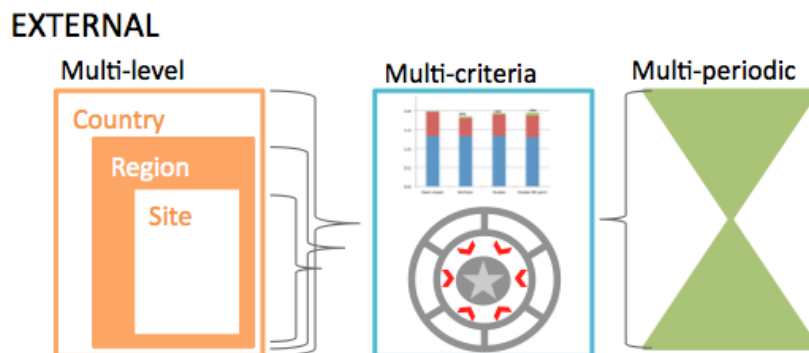 EXTERNAL
Multi-level
Multi-criteria
Multi-periodic
Country
Region
Site